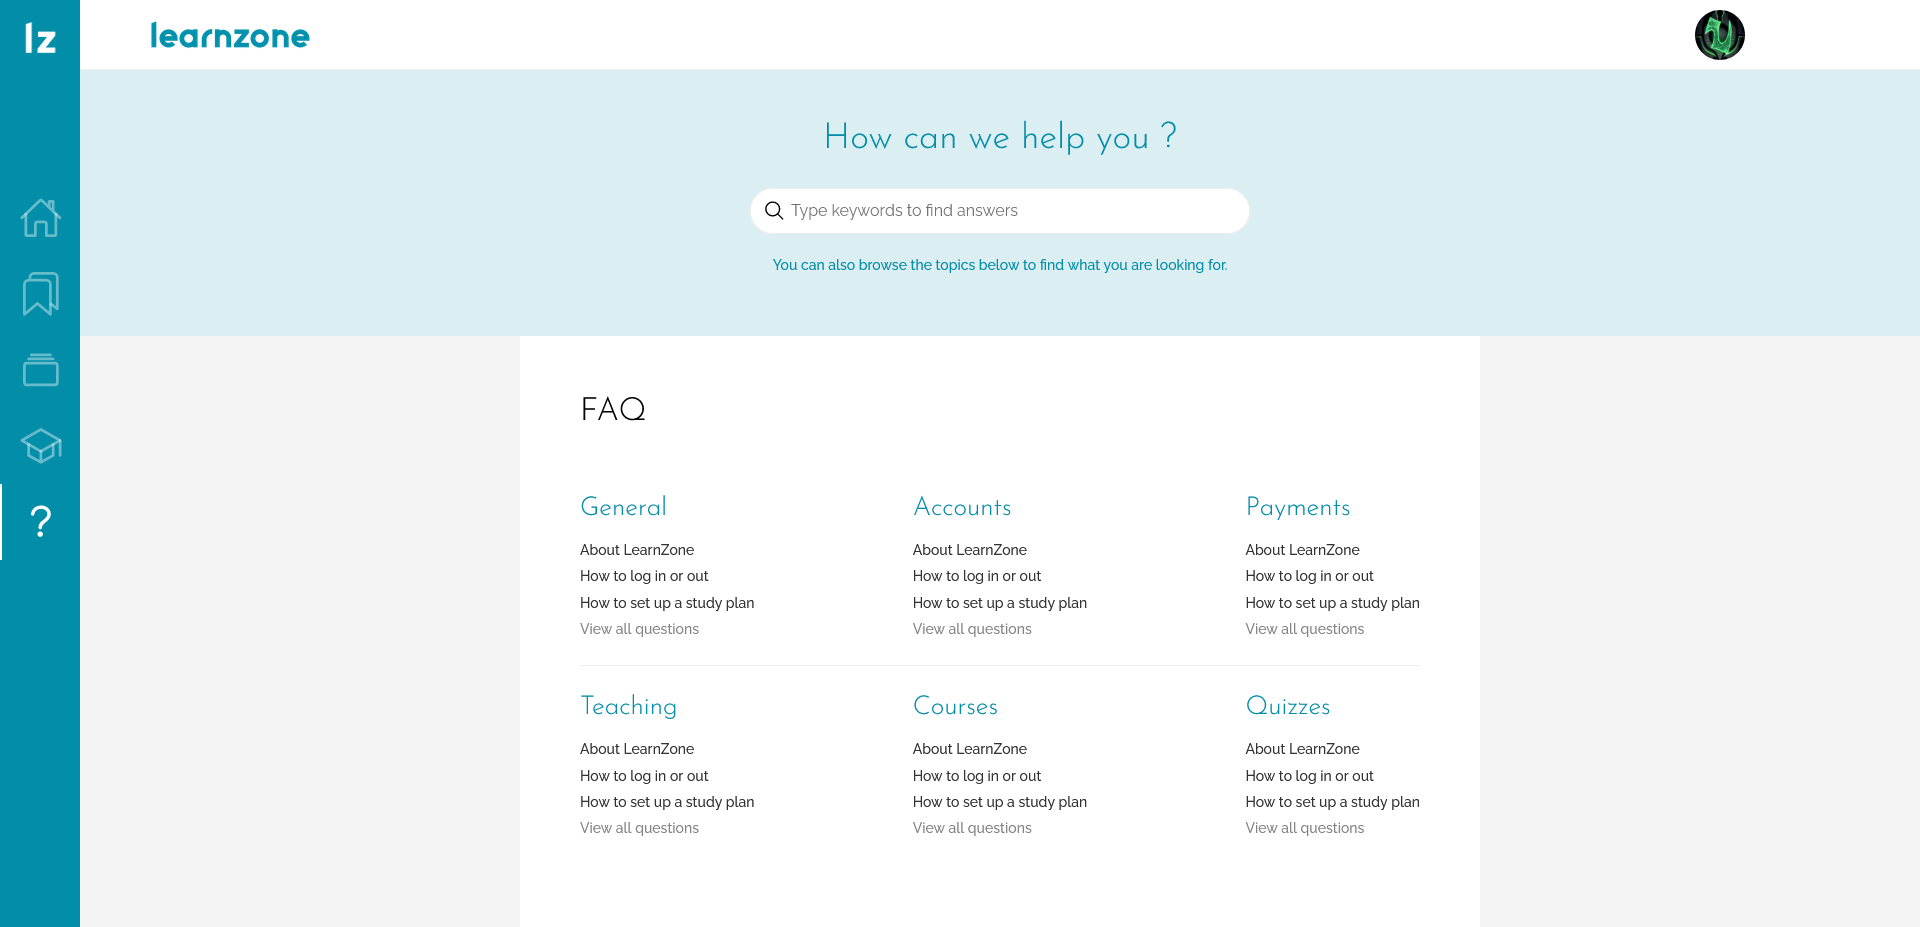 lz
learnzone
How can we help you ?
Type keywords to find answers
You can also browse the topics below to find what you are looking for.
?
FAQ
General
About LearnZone
How to log in or out
How to set up a study plan
View all questions
Accounts
About LearnZone
How to log in or out
How to set up a study plan
View all questions
Payments
About LearnZone
How to log in or out
How to set up a study plan
View all questions
Teaching
About LearnZone
How to log in or out
How to set up a study plan
View all questions
Courses
About LearnZone
How to log in or out
How to set up a study plan
View all questions
Quizzes
About LearnZone
How to log in or out
How to set up a study plan
View all questions